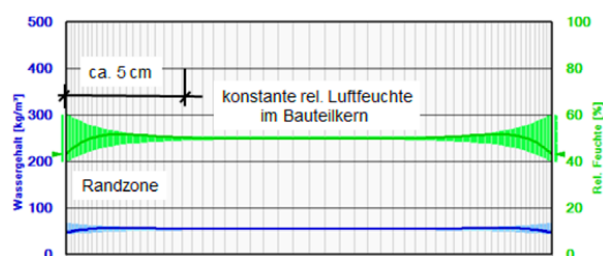 500
400
300
200
100
0
Wassergehalt [kg/m³]
ca. 5 cm
konstante rel. Luftfeuchte
im Bauteilkern
Randzone
100
80
60
40
20
0
Rel. Feuchte [%]